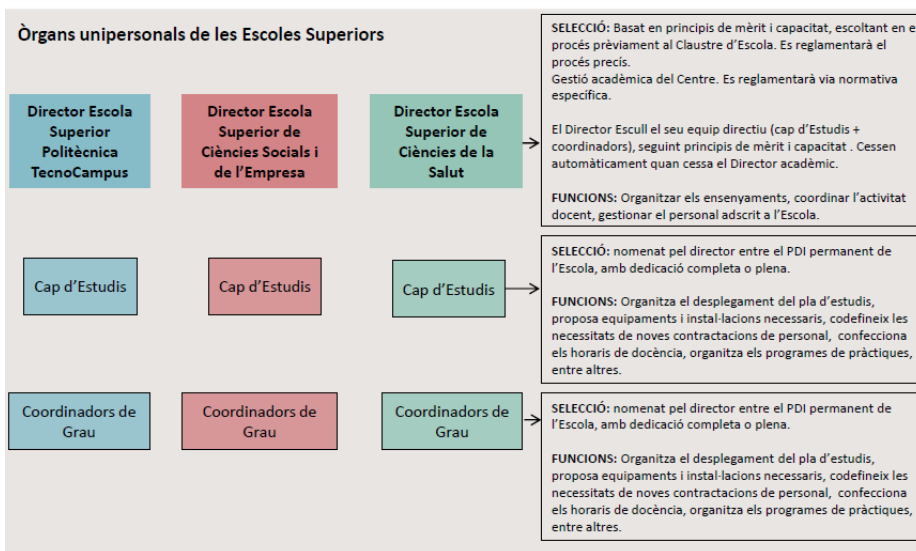 Òrgans unipersonals de les Escoles Superiors
Director Escola
Superior
Politècnica
TecnoCampus
Director Escola
Superior de
Ciències Socials i
de l’Empresa
Director Escola
Superior de
Ciències de la
Salut
SELECCIÓ: Basat en principis de mèrit i capacitat, escoltant en e
procés prèviament al Claustre d’Escola. Es reglamentarà el
procés precís.
Gestió acadèmica del Centre. Es reglamentarà via normativa
específica.
El Director Escull el seu equip directiu (cap d’Estudis +
coordinadors), seguint principis de mèrit i capacitat . Cessen
automàticament quan cessa el Director acadèmic.
FUNCIONS: Organitzar els ensenyaments, coordinar l’activitat
docent, gestionar el personal adscrit a l’Escola.
Cap d’Estudis
Cap d’Estudis
Cap d’Estudis
SELECCIÓ: nomenat pel director entre el PDI permanent de
l’Escola, amb dedicació completa o plena.
FUNCIONS: Organitza el desplegament del pla d’estudis,
proposa equipaments i instal·lacions necessaris, codefineix les
necessitats de noves contractacions de personal, confecciona
els horaris de docència, organitza els programes de pràctiques,
entre altres.
Coordinadors de
Grau
Coordinadors de
Grau
Coordinadors de
Grau
SELECCIÓ: nomenat pel director entre el PDI permanent de
l’Escola, amb dedicació completa o plena.
FUNCIONS: Organitza el desplegament del pla d’estudis,
proposa equipaments i instal·lacions necessaris, codefineix les
necessitats de noves contractacions de personal, confecciona
els horaris de docència, organitza els programes de pràctiques,
entre altres.